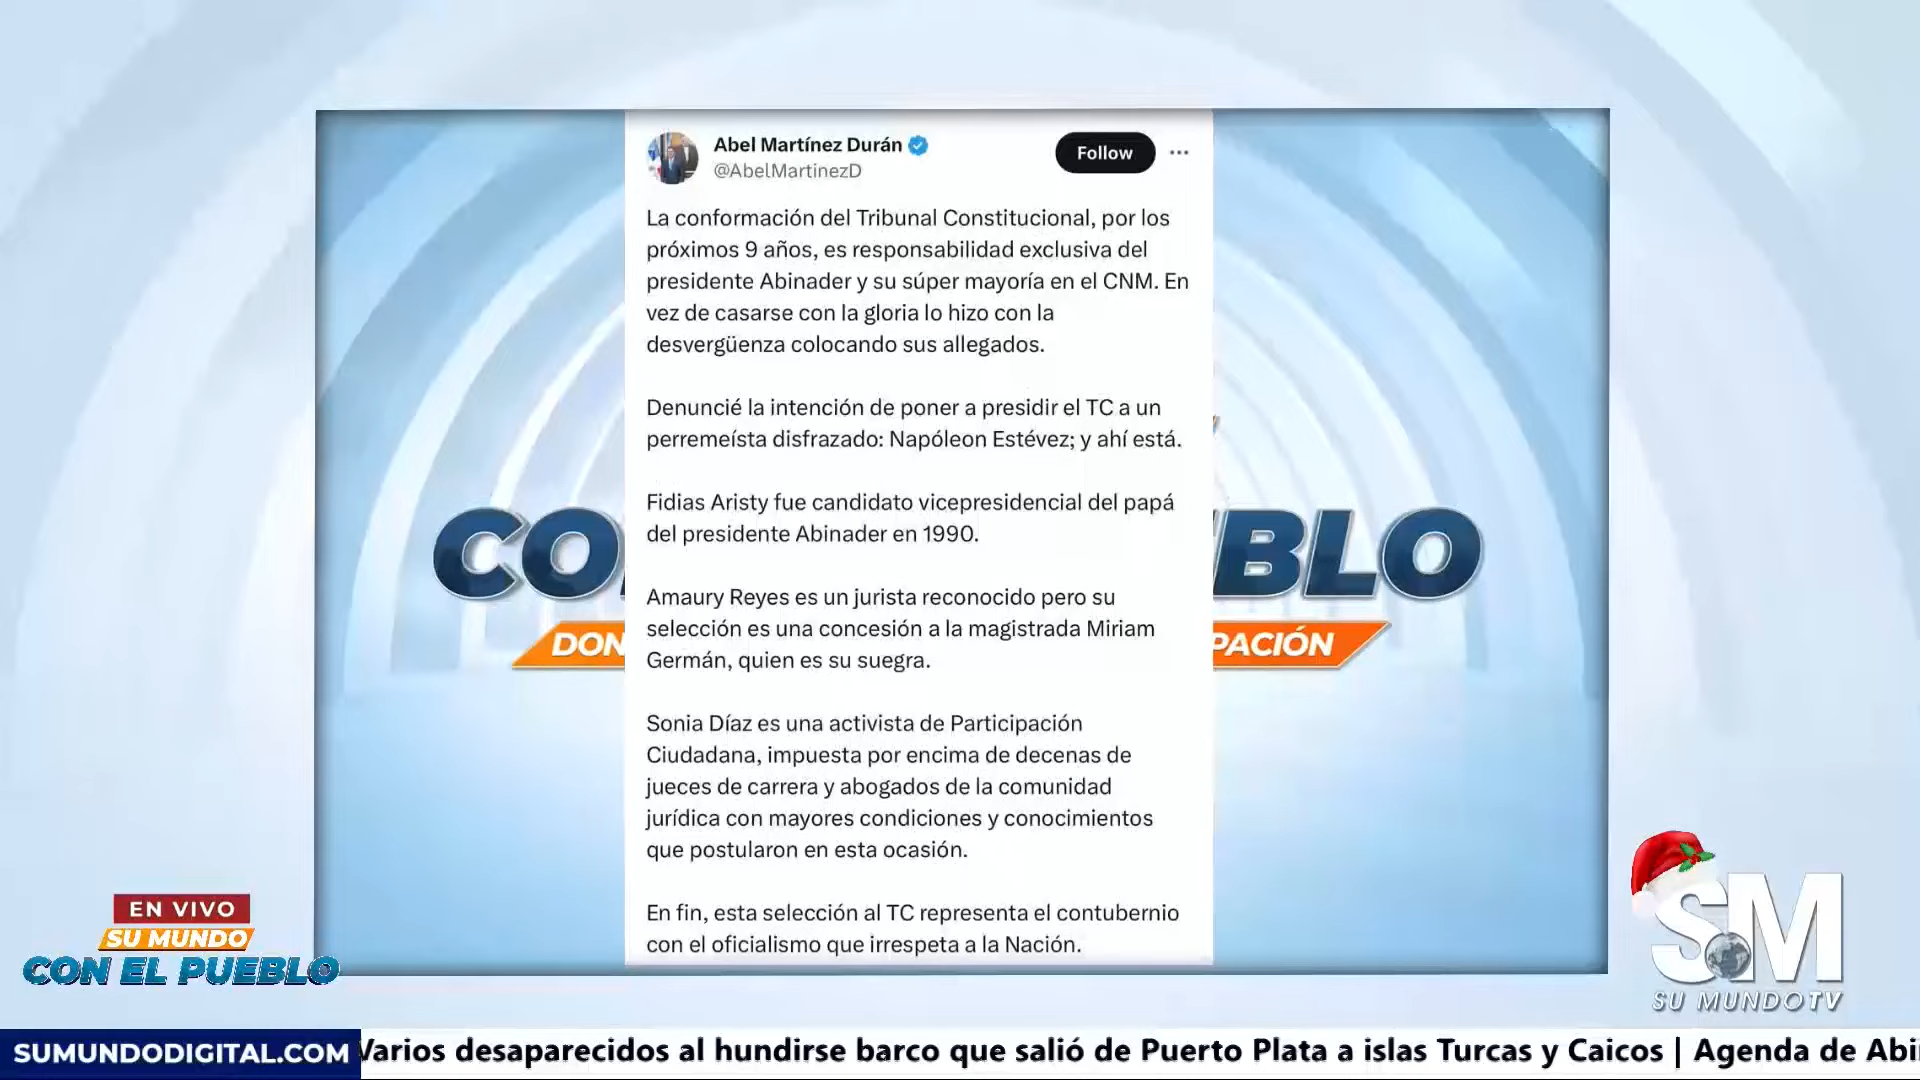 Abel Martínez Durán
@AbelMartinezD
Follow
La conformación del Tribunal Constitucional, por los
próximos 9 años, es responsabilidad exclusiva del
presidente Abinader y su súper mayoría en el CNM. En
vez de casarse con la gloria lo hizo con la
desvergüenza colocando sus allegados.
Denuncié la intención de poner a presidir el TC a un
perremeísta disfrazado: Napóleon Estévez; y ahí está.
Fidias Aristy fue candidato vicepresidencial del papá
del presidente Abinader en 1990.
Amaury Reyes es un jurista reconocido pero su
selección es una concesión a la magistrada Miriam
Germán, quien es su suegra.
Sonia Díaz es una activista de Participación
Ciudadana, impuesta por encima de decenas de
jueces de carrera y abogados de la comunidad
jurídica con mayores condiciones y conocimientos
que postularon en esta ocasión.
En fin, esta selección al TC representa el contubernio
con el oficialismo que irrespeta a la Nación.
CO BLO
DON PACIÓN
EN VIVO
SU MUNDO
CON EL PUEBLO
SM
SU MUNDOTV
SUMUNDODIGITAL.COM Varios desaparecidos al hundirse barco que salió de Puerto Plata a islas Turcas y Caicos | Agenda de Abi